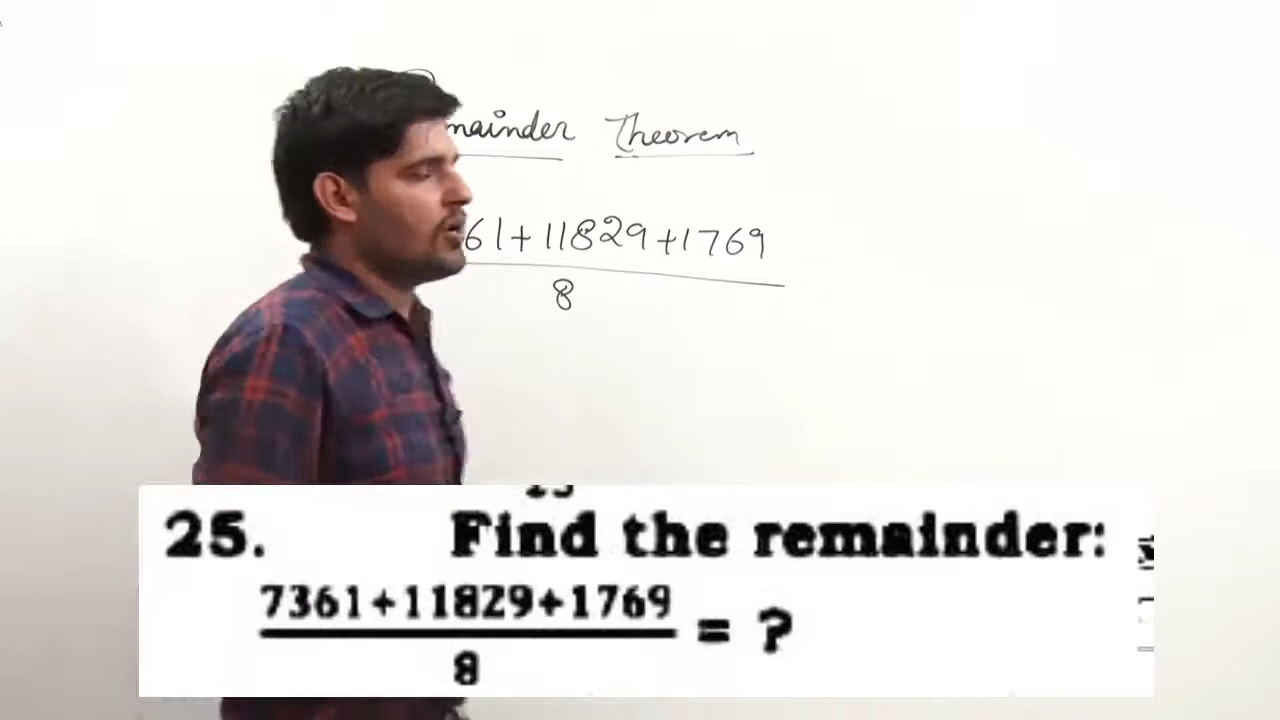 mainder Theorem
61+11829+1769
8
25. Find the remainder:
7361+11829+1769
8
= ?